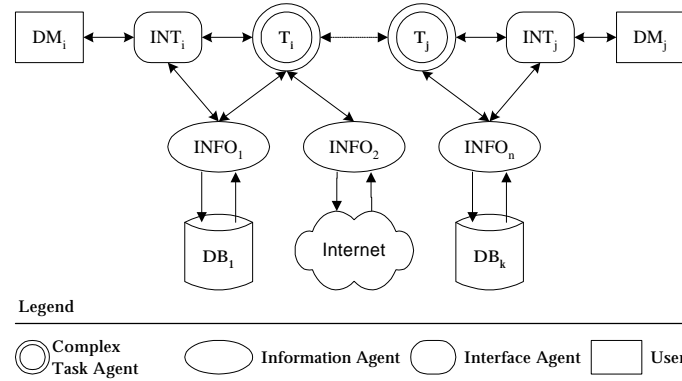 DMᵢ INTᵢ Tᵢ Tⱼ INTⱼ DMⱼ
INFO₁ INFO₂ INFOₙ
DB₁ Internet DBₖ
Legend
Complex
Task Agent
Information Agent
Interface Agent
User